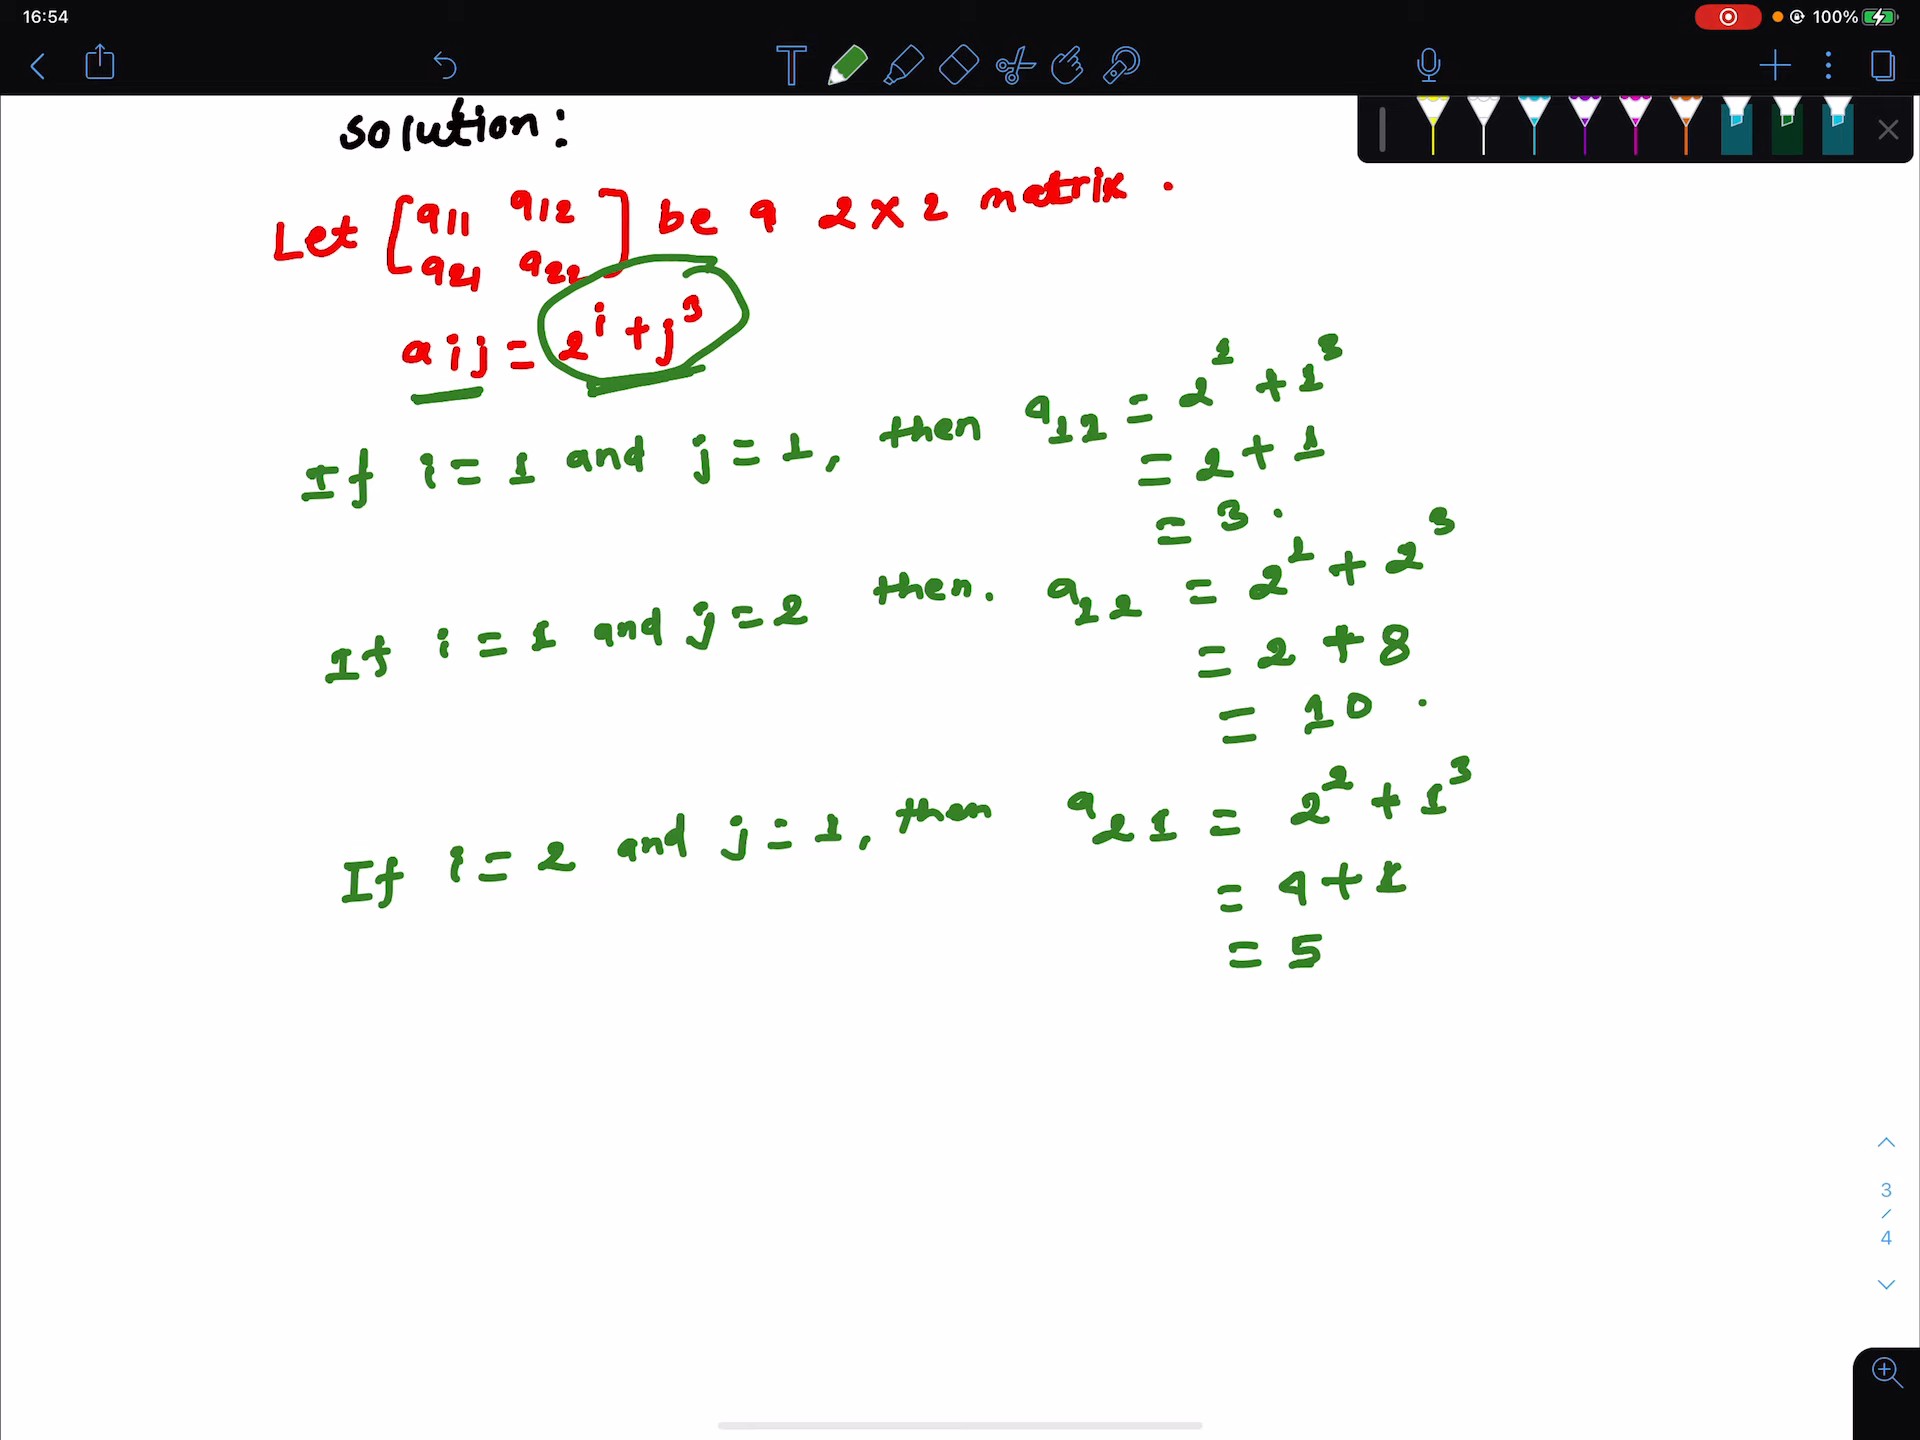 16:54
100%
solution:
Let [a11 a12
a21 a22] be a 2×2 matrix.
aij = 2^i + j^3
If i = 1 and j = 1, then a11 = 2^1 + 1^3
= 2 + 1
= 3.
If i = 1 and j = 2 then. a12 = 2^1 + 2^3
= 2 + 8
= 10.
If i = 2 and j = 1, then a21 = 2^2 + 1^3
= 4 + 1
= 5
3
/
4